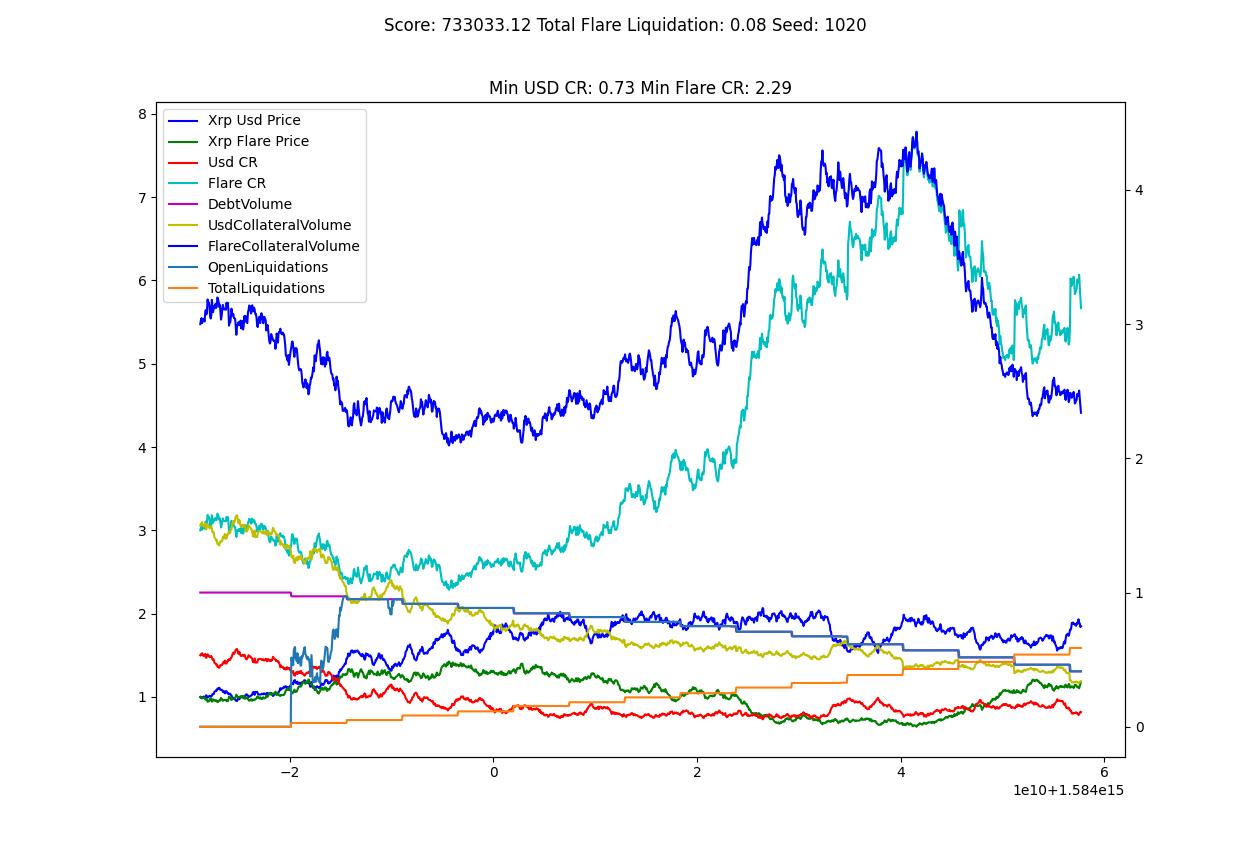 Score: 733033.12 Total Flare Liquidation: 0.08 Seed: 1020
Min USD CR: 0.73 Min Flare CR: 2.29
Xrp Usd Price
Xrp Flare Price
Usd CR
Flare CR
DebtVolume
UsdCollateralVolume
FlareCollateralVolume
OpenLiquidations
TotalLiquidations
8
7
6
5
4
3
2
1
4
3
2
1
0
−2
0
2
4
6
1e10+1.584e15